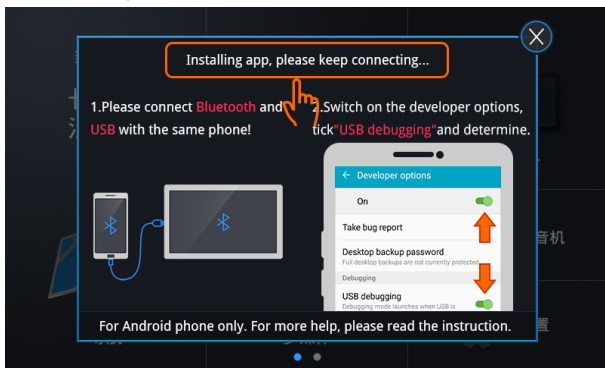 Installing app, please keep connecting...
1.Please connect Bluetooth and
USB with the same phone!
2.Switch on the developer options,
tick"USB debugging"and determine.
Developer options
On
Take bug report
Desktop backup password
Full desktop backups are not currently protected
Debugging
USB debugging
Debugging mode launches when USB is
For Android phone only. For more help, please read the instruction.
音机
置